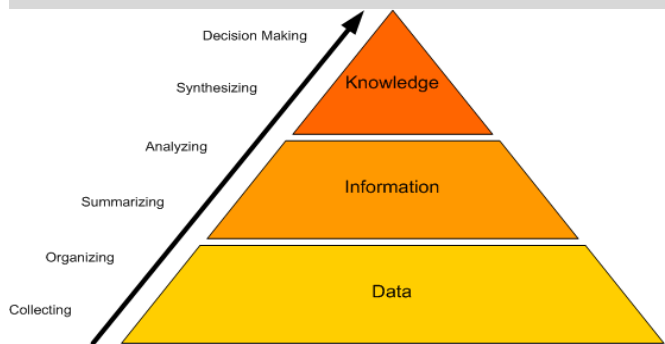 Decision Making
Knowledge
Synthesizing
Analyzing
Information
Summarizing
Organizing
Data
Collecting